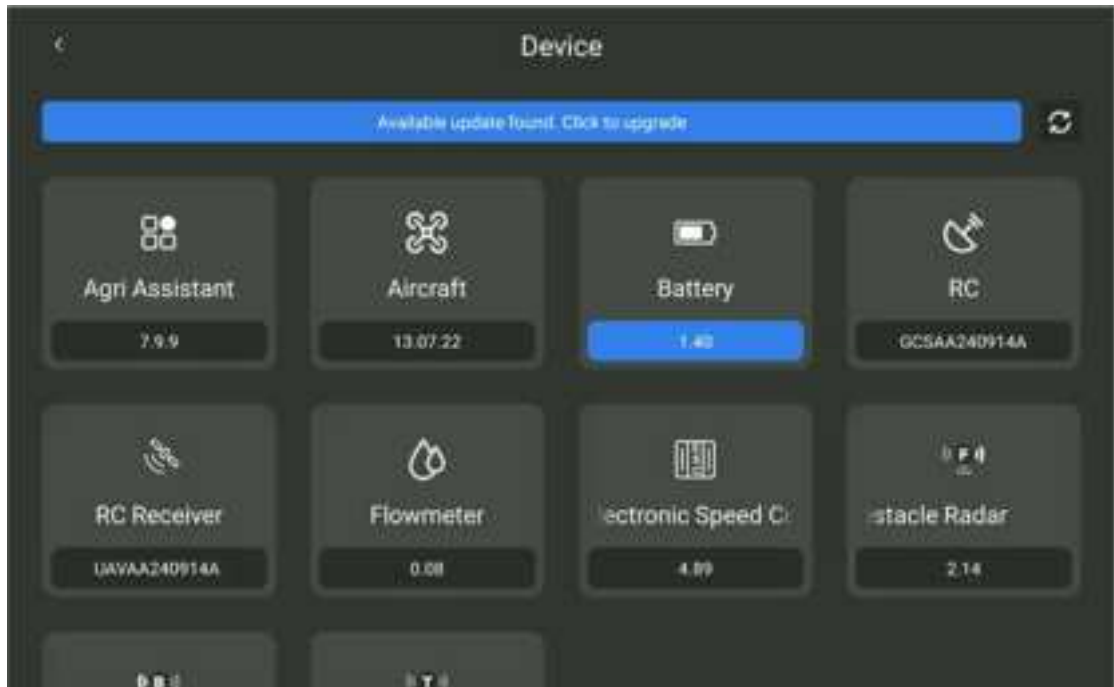 Device
Available update found. Click to upgrade
Agri Assistant
7.9.9
Aircraft
13.07.22
Battery
1.40
RC
GCSAA240914A
RC Receiver
UAVAA240914A
Flowmeter
0.08
ectronic Speed C
4.89
stacle Radar
2.14
F
B
T